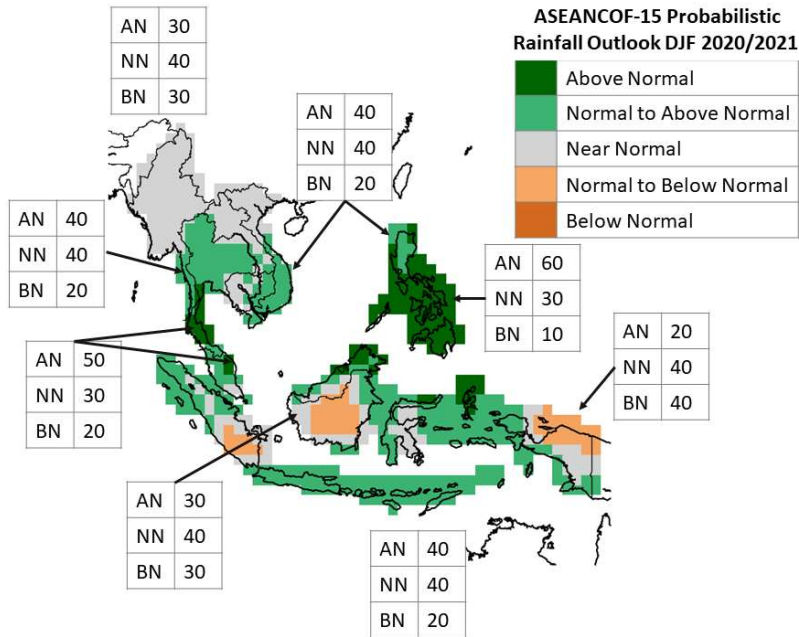 ASEANCOF-15 Probabilistic
Rainfall Outlook DJF 2020/2021
Above Normal
Normal to Above Normal
Near Normal
Normal to Below Normal
Below Normal
AN 30
NN 40
BN 30
AN 40
NN 40
BN 20
AN 40
NN 40
BN 20
AN 60
NN 30
BN 10
AN 20
NN 40
BN 40
AN 50
NN 30
BN 20
AN 30
NN 40
BN 30
AN 40
NN 40
BN 20